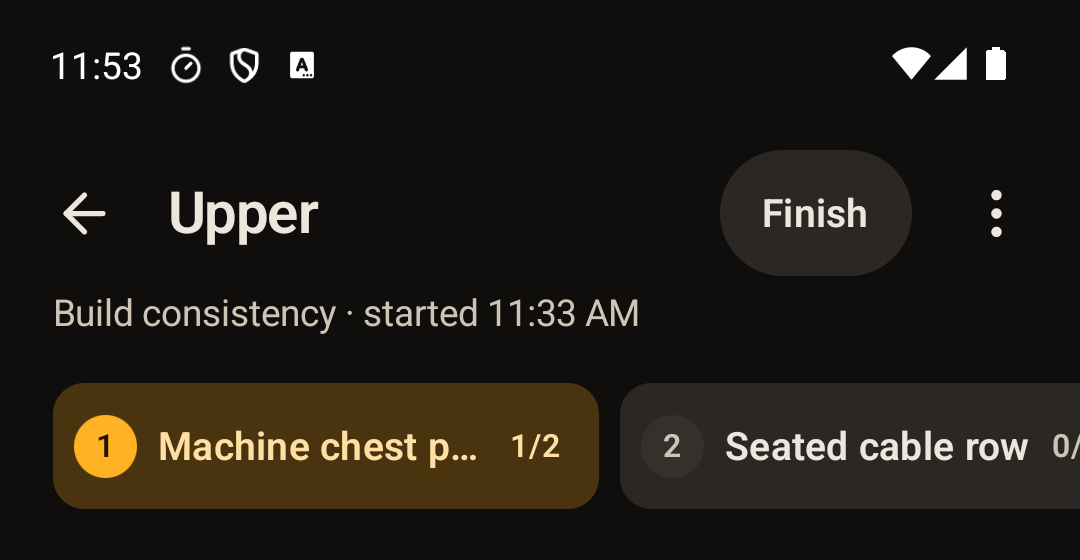 11:53
Upper
Finish
Build consistency · started 11:33 AM
1 Machine chest p... 1/2
2 Seated cable row 0/